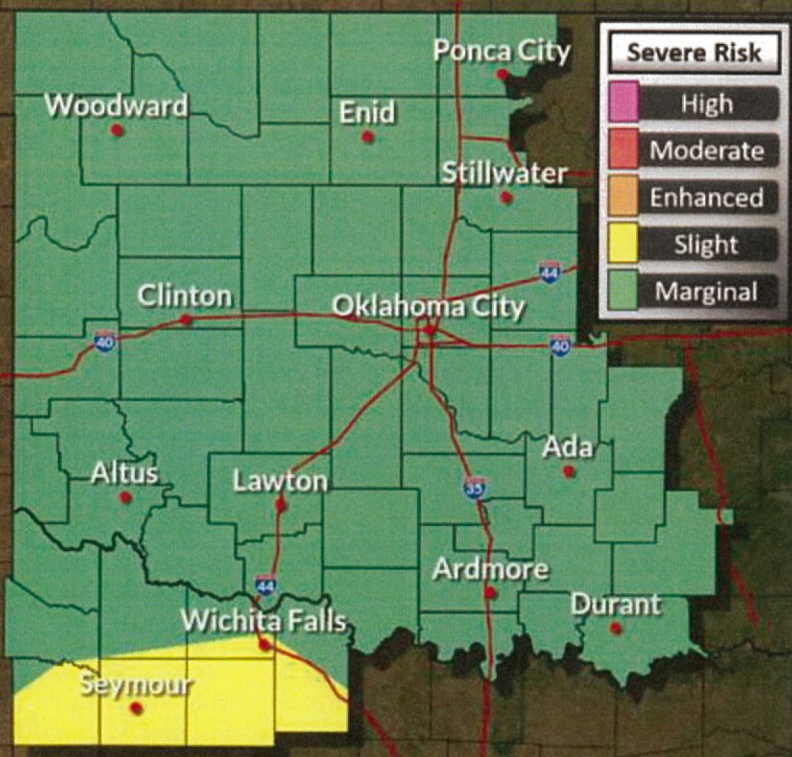 Ponca City
Severe Risk
High
Woodward
Enid
Moderate
Stillwater
Enhanced
Slight
44
Marginal
Clinton
Oklahoma City
40
40
Altus
Lawton
Ada
35
Ardmore
44
Durant
Wichita Falls
Seymour